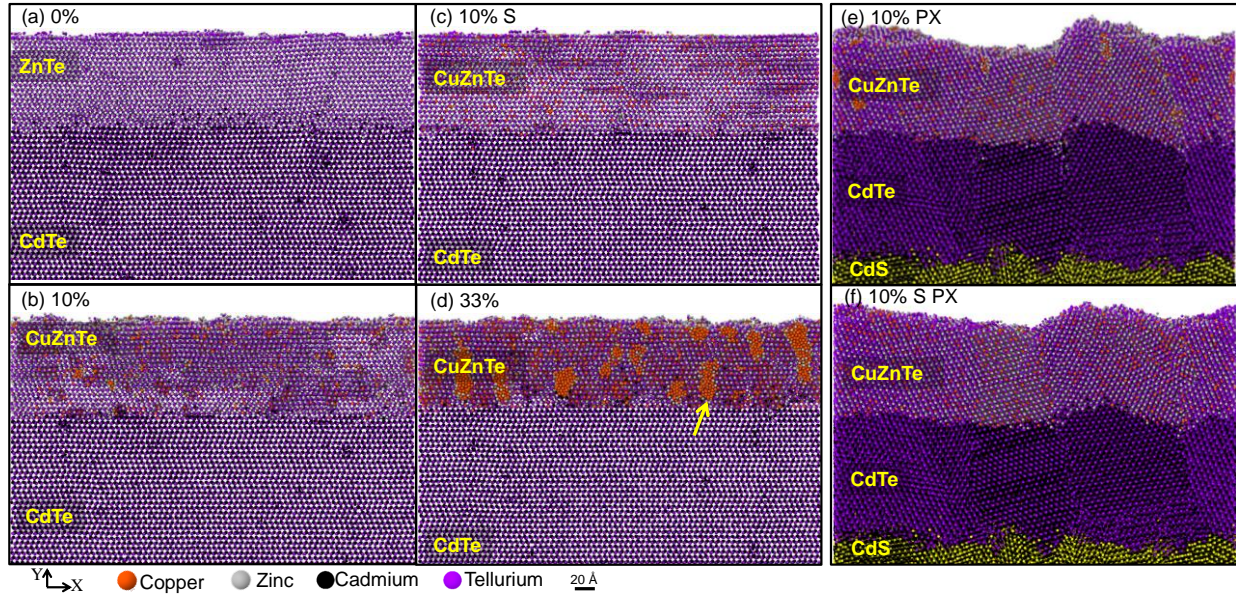 (a) 0%
ZnTe
CdTe
(b) 10%
CuZnTe
CdTe
(c) 10% S
CuZnTe
CdTe
(d) 33%
CuZnTe
CdTe
(e) 10% PX
CuZnTe
CdTe
CdS
(f) 10% S PX
CuZnTe
CdTe
CdS
Y
X
Copper Zinc Cadmium Tellurium 20 Å